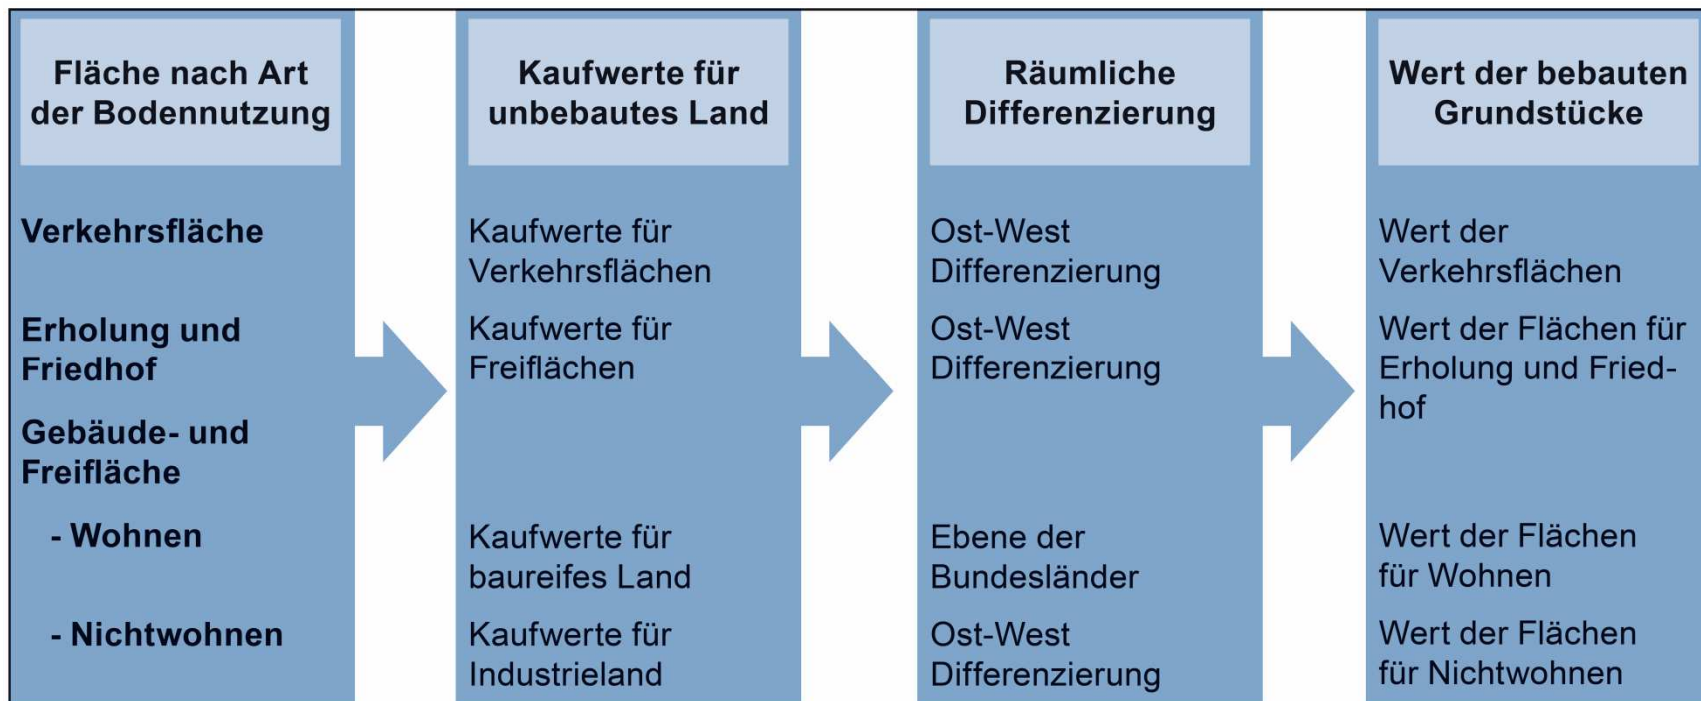 Fläche nach Art
der Bodennutzung
Kaufwerte für
unbebautes Land
Räumliche
Differenzierung
Wert der bebauten
Grundstücke
Verkehrsfläche
Kaufwerte für
Verkehrsflächen
Ost-West
Differenzierung
Wert der
Verkehrsflächen
Erholung und
Friedhof
Kaufwerte für
Freiflächen
Ost-West
Differenzierung
Wert der Flächen für
Erholung und Fried-
hof
Gebäude- und
Freifläche
- Wohnen
Kaufwerte für
baureifes Land
Ebene der
Bundesländer
Wert der Flächen
für Wohnen
- Nichtwohnen
Kaufwerte für
Industrieland
Ost-West
Differenzierung
Wert der Flächen
für Nichtwohnen